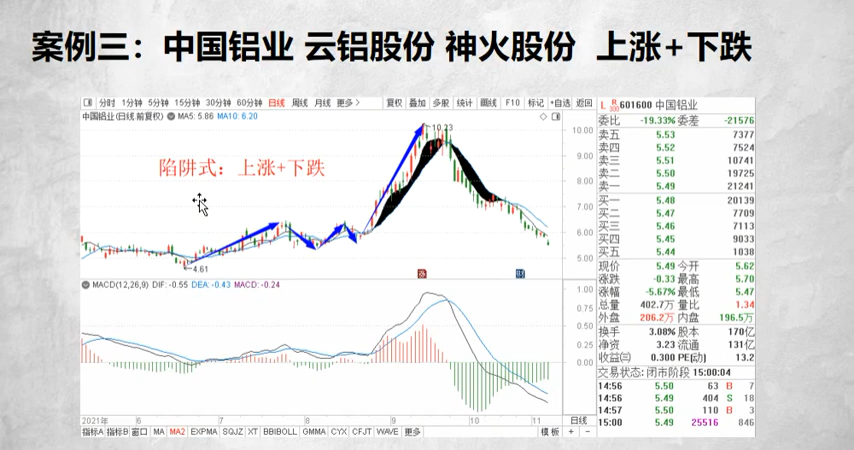 案例三：中国铝业 云铝股份 神火股份 上涨+下跌
分时 1分钟 5分钟 15分钟 30分钟 60分钟 日线 周线 月线 更多 >
复权 叠加 多股 统计 画线 F10 标记 +自选 返回
中国铝业(日线.前复权) MA5: 5.86 MA10: 6.20
陷阱式：上涨+下跌
10.23
4.61
10.00
9.00
8.00
7.00
6.00
5.00
涨
财
MACD(12,26,9) DIF: -0.55 DEA: -0.43 MACD: -0.24
1.00
0.75
0.50
0.25
0.00
2021年 6 7 8 9 10 11 日线
指标A 指标B 窗口 MA MA2 EXPMA SQJZ XT BBIBOLL GMMA CYX CFJT WAVE 更多 模板 + −
L R 300 601600 中国铝业
委比 -19.33% 委差 -21576
卖五 5.53 7377
卖四 5.52 7524
卖三 5.51 10741
卖二 5.50 19725
卖一 5.49 21241
买一 5.48 20139
买二 5.47 7709
买三 5.46 7113
买四 5.45 9033
买五 5.44 1038
现价 5.49 今开 5.62
涨跌 -0.33 最高 5.70
涨幅 -5.67% 最低 5.47
总量 402.7万 量比 1.34
外盘 206.2万 内盘 196.5万
换手 3.08% 股本 170亿
净资 3.23 流通 131亿
收益㈢ 0.300 PE(动) 13.2
交易状态: 闭市阶段 15:00:04
14:56 5.50 63 B 7
14:56 5.49 404 S 18
14:57 5.50 110 B 3
15:00 5.49 25516 846